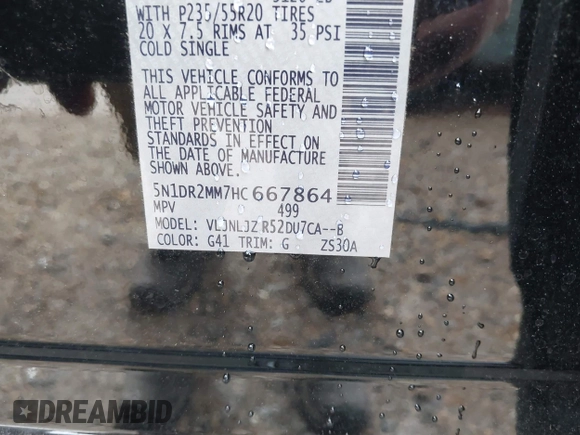 WITH P235/55R20 TIRES
20 X 7.5 RIMS AT 35 PSI
COLD SINGLE
THIS VEHICLE CONFORMS TO
ALL APPLICABLE FEDERAL
MOTOR VEHICLE SAFETY AND
THEFT PREVENTION
STANDARDS IN EFFECT ON
THE DATE OF MANUFACTURE
SHOWN ABOVE.
5N1DR2MM7HC667864
MPV 499
MODEL: VLJNLJZ R52DU7CA--B
COLOR: G41 TRIM: G ZS30A
DREAMBID